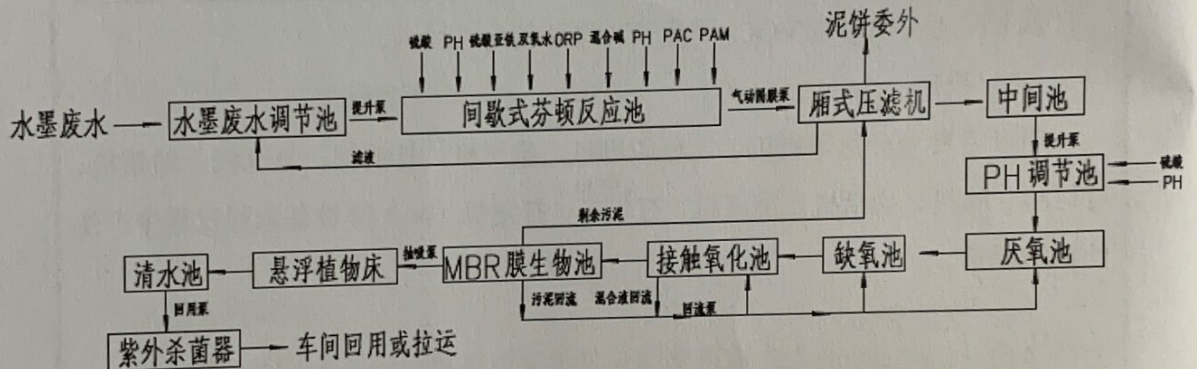 泥饼委外
硫酸 PH 硫酸亚铁 双氧水 ORP 混合碱 PH PAC PAM
水墨废水 水墨废水调节池 提升泵 间歇式芬顿反应池 气动隔膜泵 厢式压滤机 中间池
滤液
提升泵
PH调节池 硫酸
PH
剩余污泥
清水池 悬浮植物床 抽吸泵 MBR膜生物池 接触氧化池 缺氧池 厌氧池
回用泵 污泥回流 混合液回流 回流泵
紫外杀菌器 车间回用或拉运